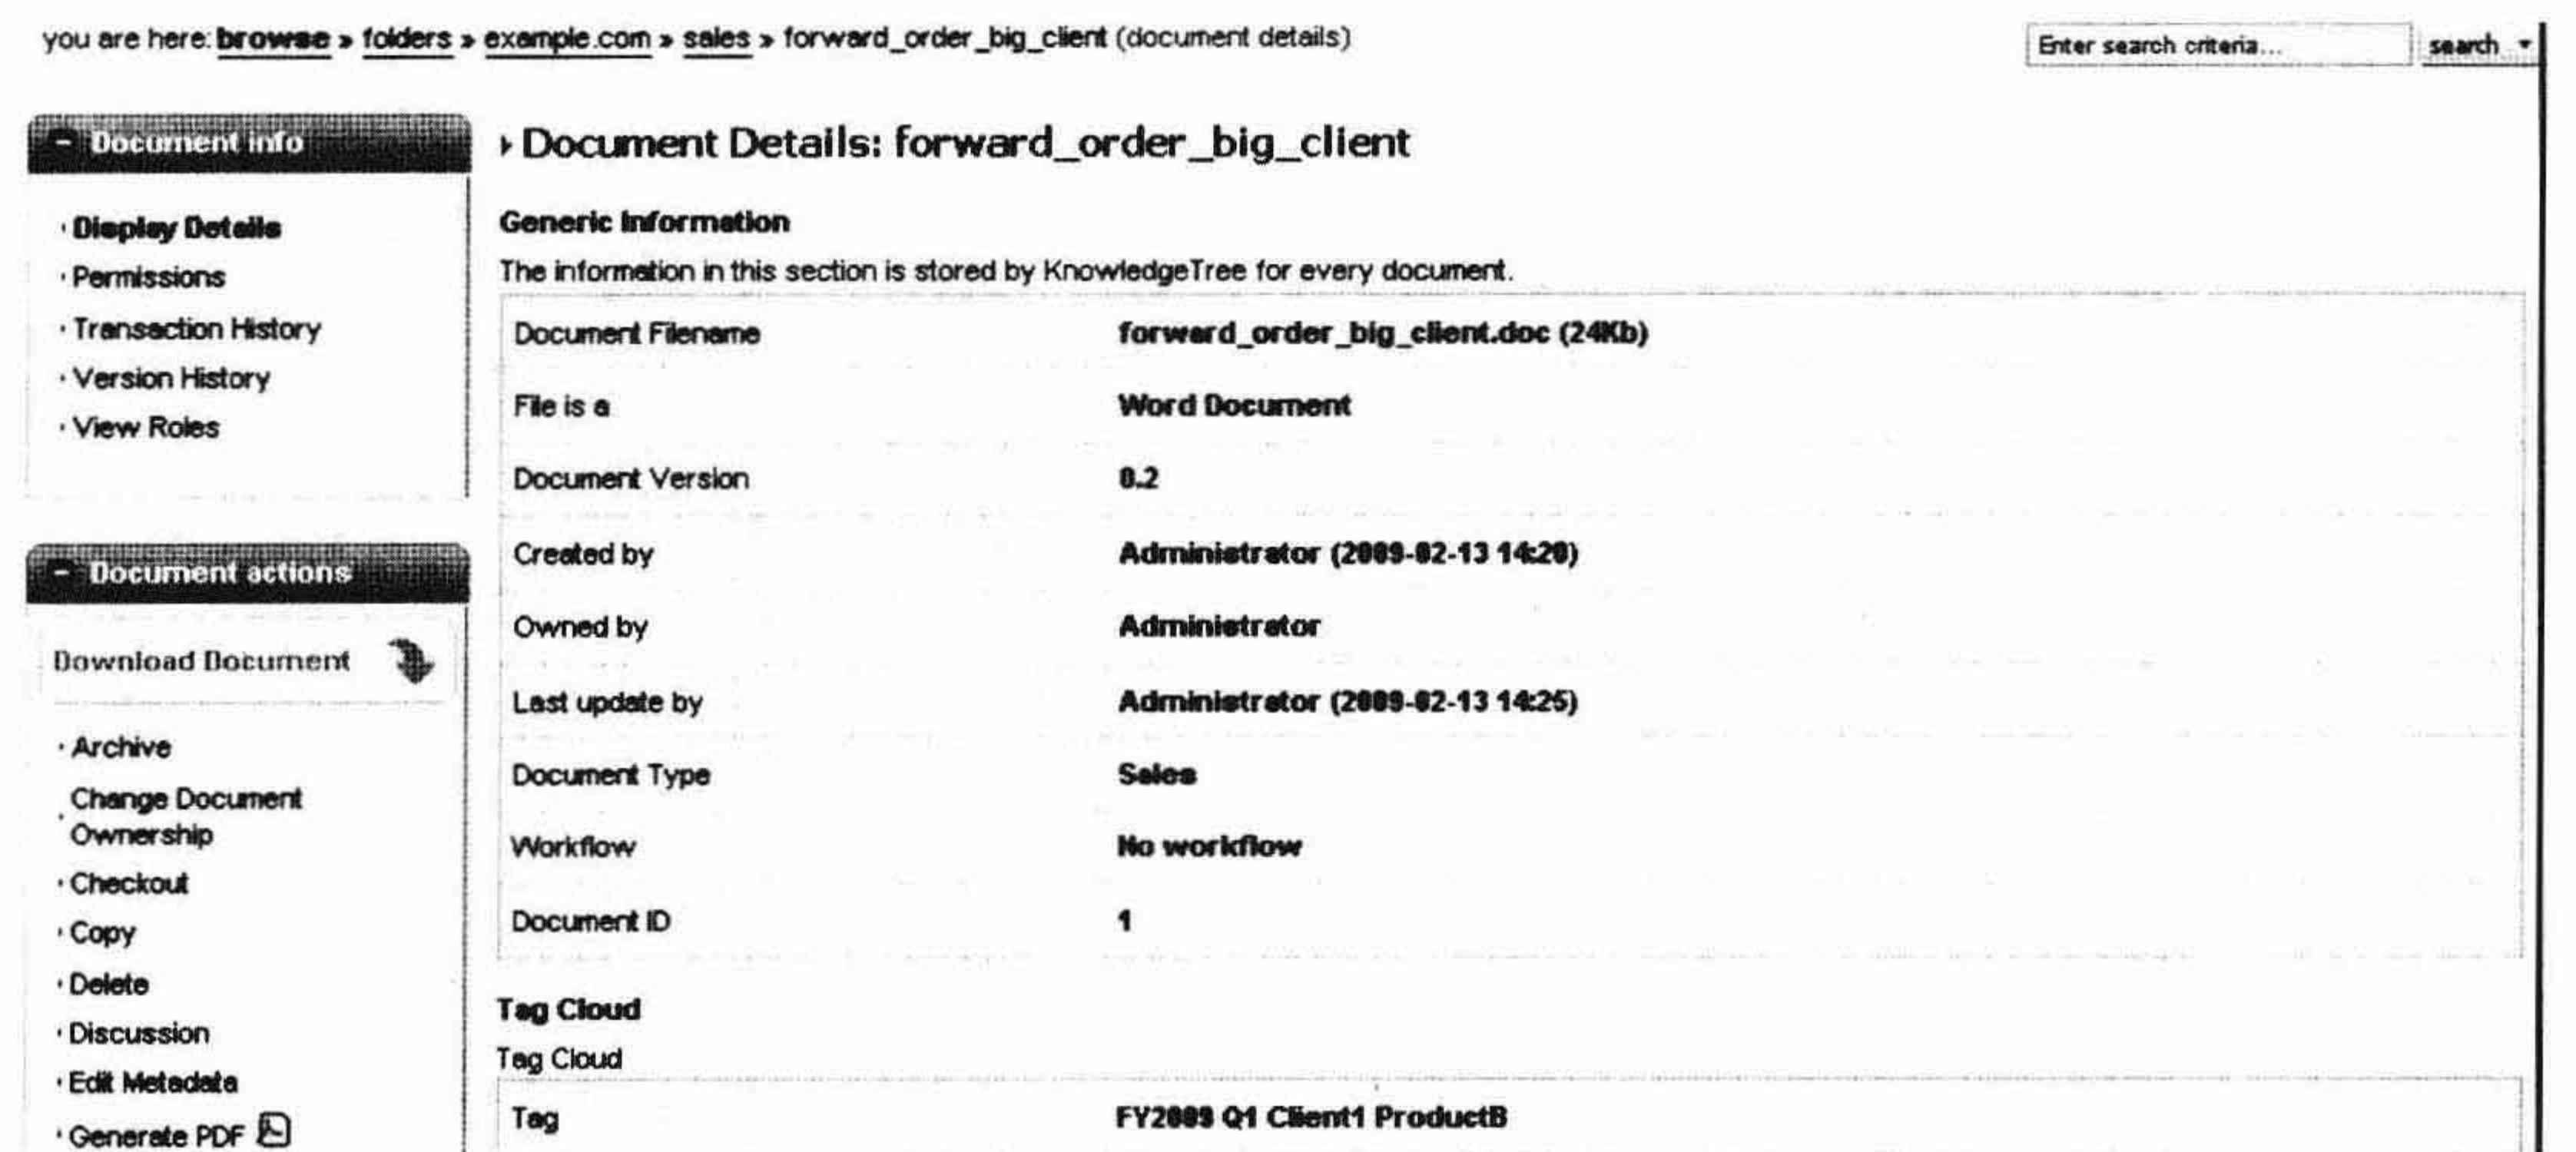 you are here: browse » folders » example.com » sales » forward_order_big_client (document details)
Enter search criteria... search
− Document info
· Display Details
· Permissions
· Transaction History
· Version History
· View Roles
− Document actions
Download Document
· Archive
· Change Document
Ownership
· Checkout
· Copy
· Delete
· Discussion
· Edit Metadata
· Generate PDF
Document Details: forward_order_big_client
Generic Information
The information in this section is stored by KnowledgeTree for every document.
Document Filename forward_order_big_client.doc (24Kb)
File is a Word Document
Document Version 0.2
Created by Administrator (2009-02-13 14:20)
Owned by Administrator
Last update by Administrator (2009-02-13 14:25)
Document Type Sales
Workflow No workflow
Document ID 1
Tag Cloud
Tag Cloud
Tag FY2009 Q1 Client1 ProductB